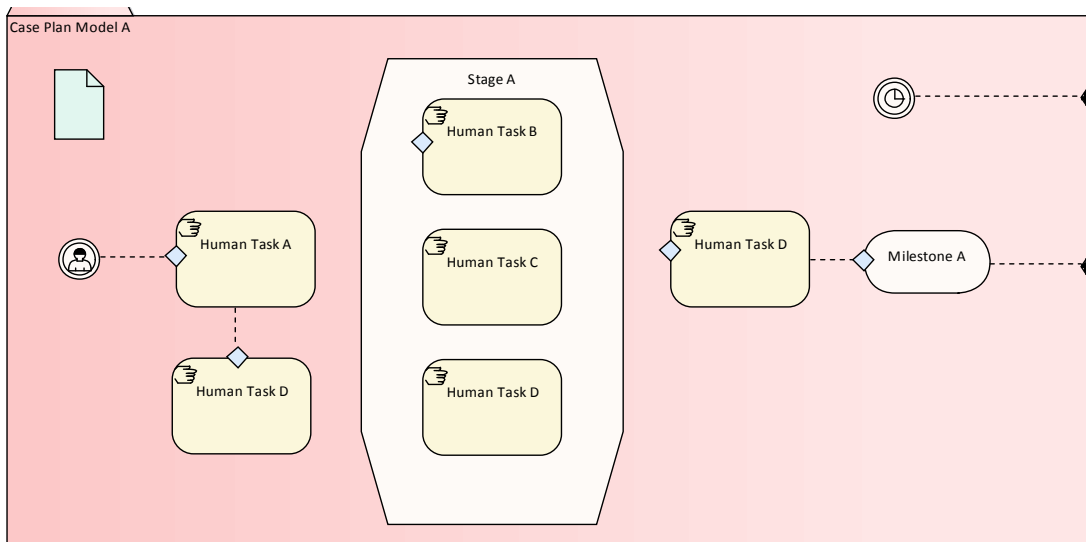 Case Plan Model A
Stage A
Human Task B
Human Task A
Human Task C
Human Task D
Milestone A
Human Task D
Human Task D